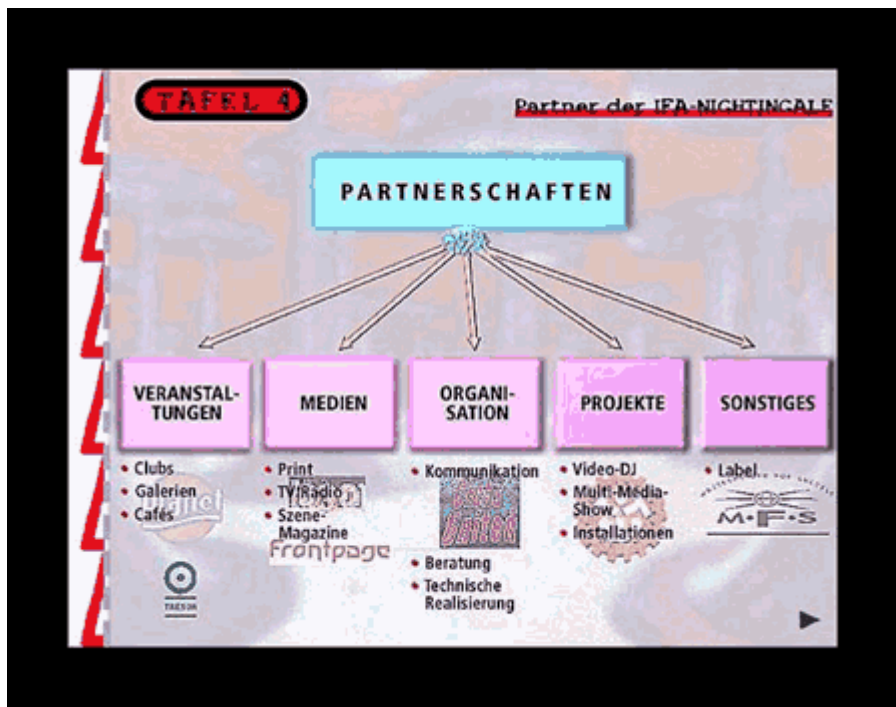 TAFEL 4
Partner der IFA-NIGHTINGALE
PARTNERSCHAFTEN
VERANSTAL-
TUNGEN
MEDIEN
ORGANI-
SATION
PROJEKTE
SONSTIGES
• Clubs
• Galerien
• Cafés
Planet
TRESOR
• Print
• TV/Radio
• Szene-
Magazine
Frontpage
• Kommunikation
• Beratung
• Technische
Realisierung
• Video-DJ
• Multi-Media-
Show
• Installationen
• Label
M·F·S